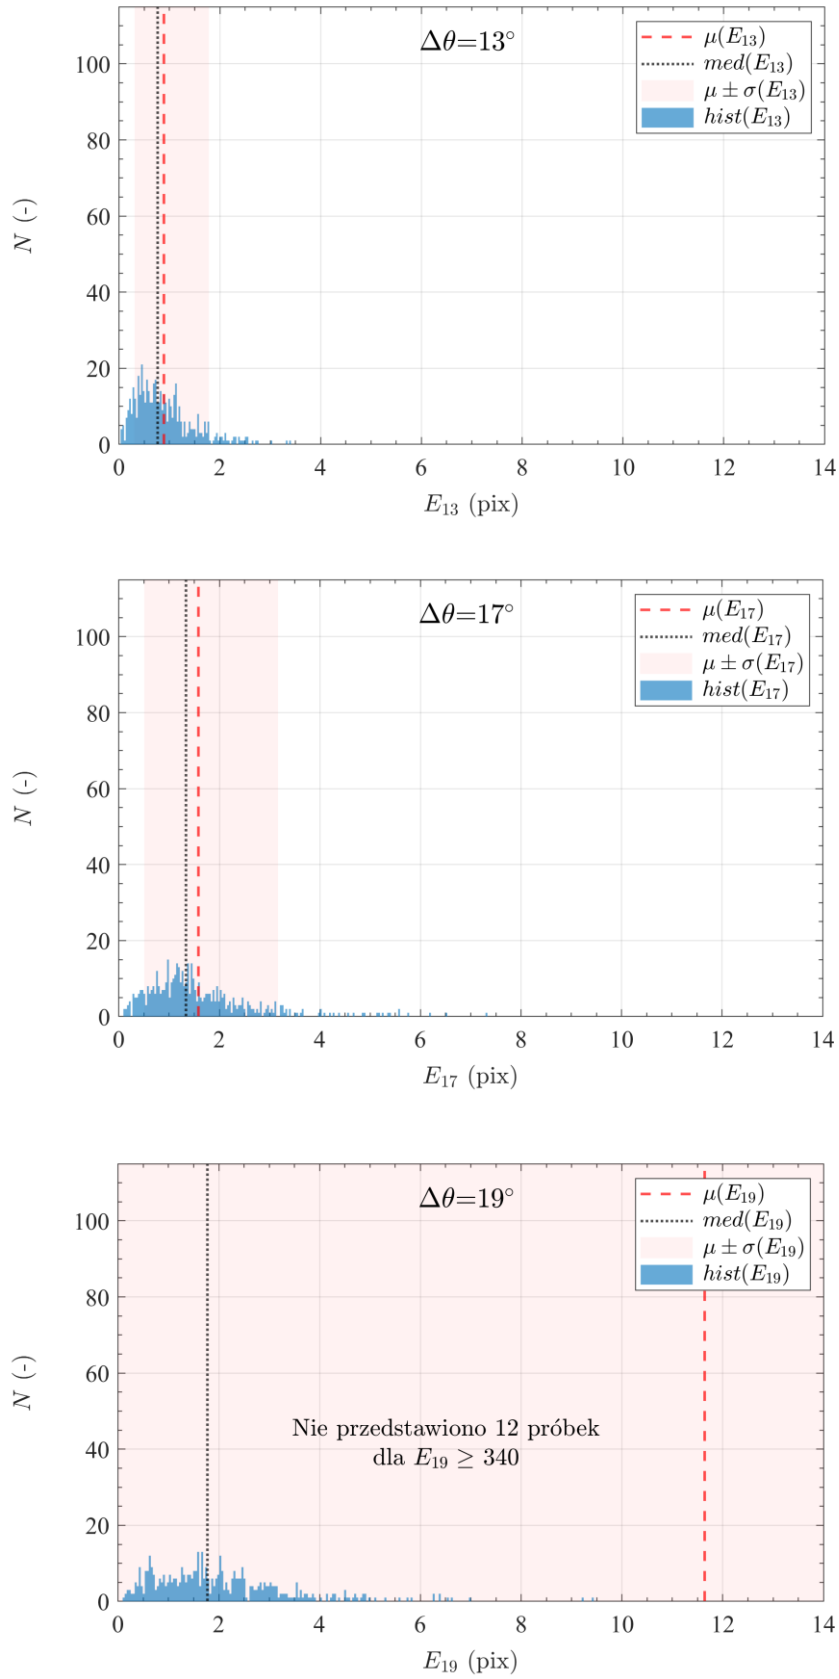 Δθ=13°
μ(E₁₃)
med(E₁₃)
μ ± σ(E₁₃)
hist(E₁₃)
100
80
60
40
20
0
N (-)
0 2 4 6 8 10 12 14
E₁₃ (pix)
Δθ=17°
μ(E₁₇)
med(E₁₇)
μ ± σ(E₁₇)
hist(E₁₇)
100
80
60
40
20
0
N (-)
0 2 4 6 8 10 12 14
E₁₇ (pix)
Δθ=19°
μ(E₁₉)
med(E₁₉)
μ ± σ(E₁₉)
hist(E₁₉)
100
80
60
40
20
0
N (-)
Nie przedstawiono 12 próbek
dla E₁₉ ≥ 340
0 2 4 6 8 10 12 14
E₁₉ (pix)